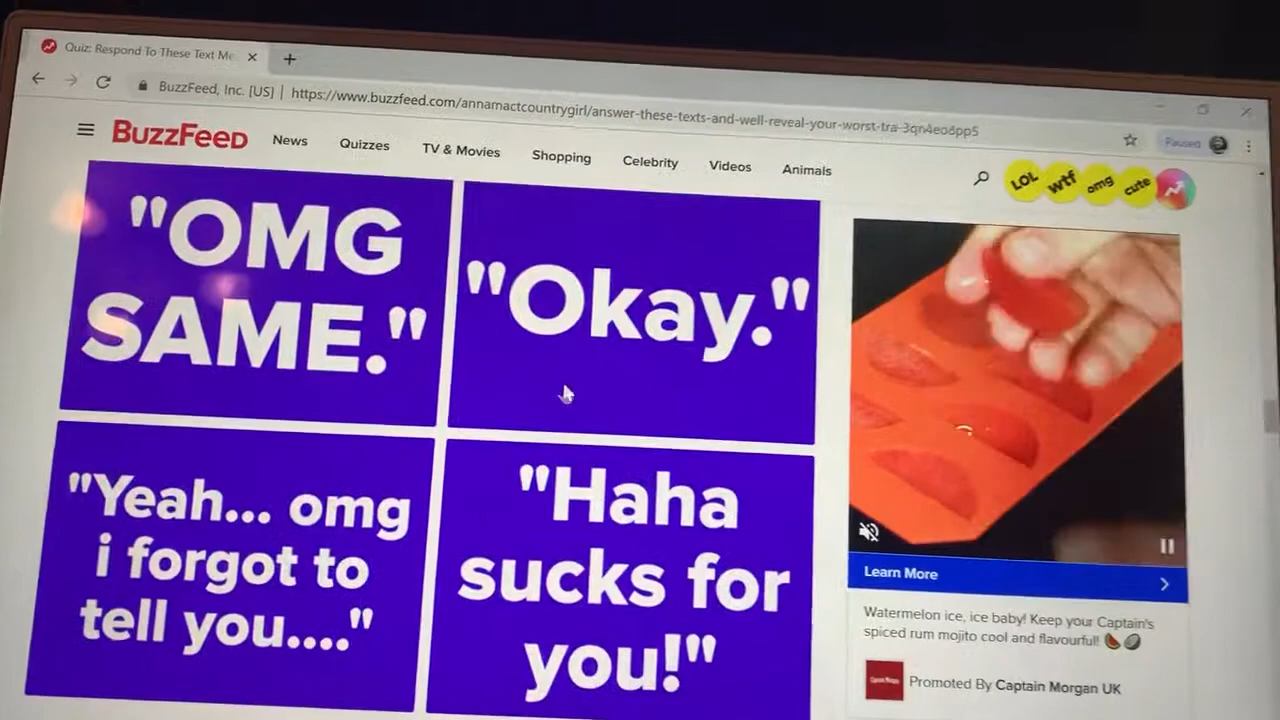 Quiz: Respond To These Text Me
BuzzFeed, Inc. [US] | https://www.buzzfeed.com/annamactcountrygirl/answer-these-texts-and-well-reveal-your-worst-tra-3qn4eo8pp5
Paused
BuzzFeed
News Quizzes TV & Movies Shopping Celebrity Videos Animals
LOL wtf omg cute
"OMG
SAME."
"Okay."
"Yeah... omg
i forgot to
tell you...."
"Haha
sucks for
you!"
Learn More
Watermelon ice, ice baby! Keep your Captain's
spiced rum mojito cool and flavourful! 🍉🥥
Captain Morgan
Promoted By Captain Morgan UK